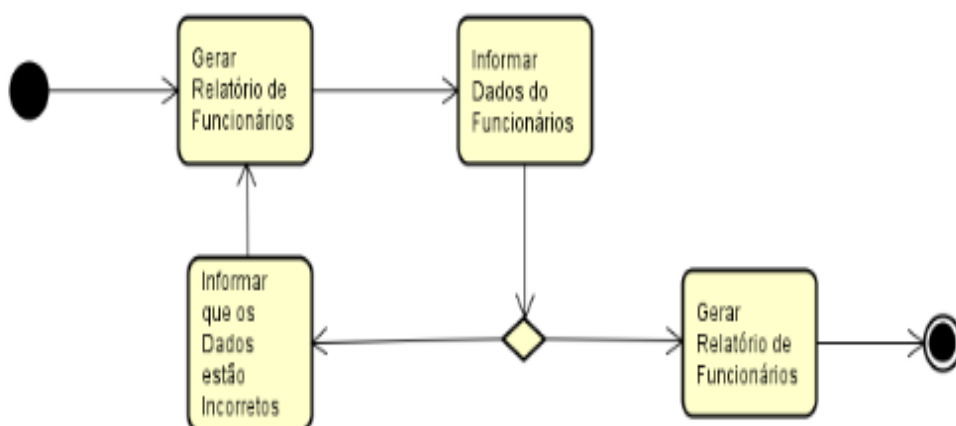 Gerar
Relatório de
Funcionários
Informar
Dados do
Funcionários
Informar
que os
Dados
estão
Incorretos
Gerar
Relatório de
Funcionários